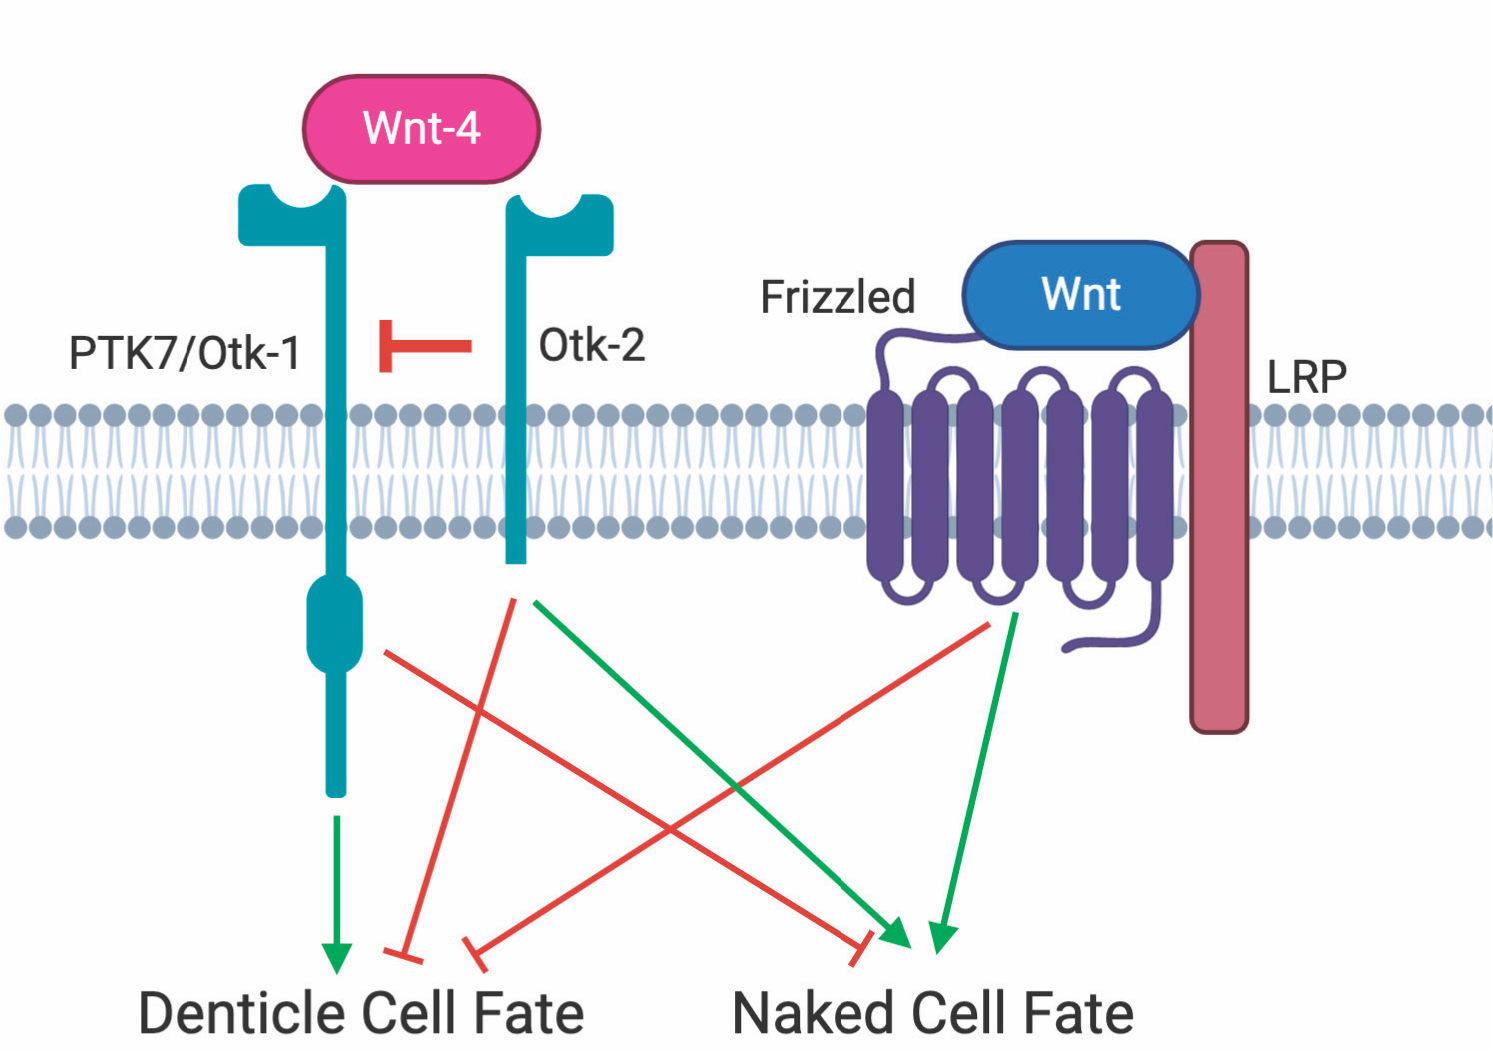 Wnt-4
Frizzled
Wnt
PTK7/Otk-1
Otk-2
LRP
Denticle Cell Fate
Naked Cell Fate